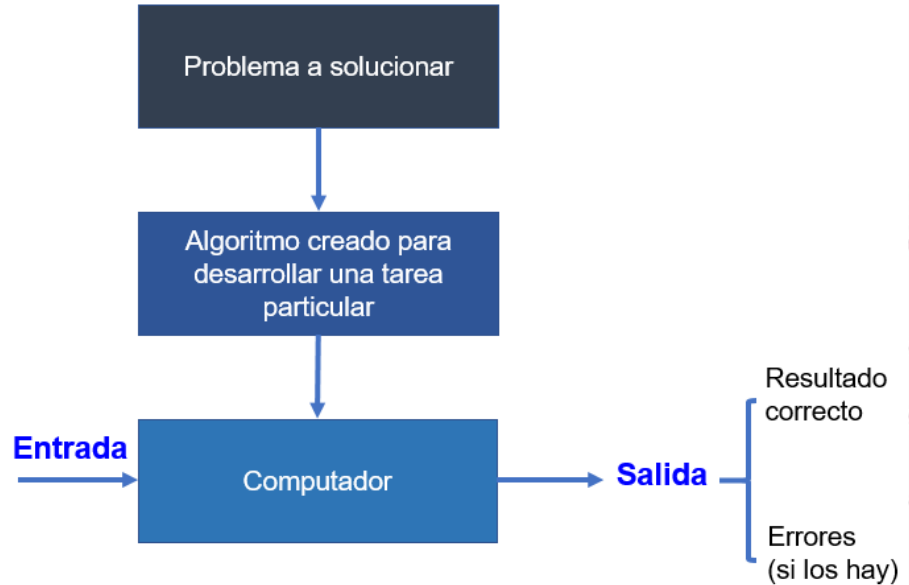 Problema a solucionar
Algoritmo creado para
desarrollar una tarea
particular
Entrada
Computador
Salida
Resultado
correcto
Errores
(si los hay)